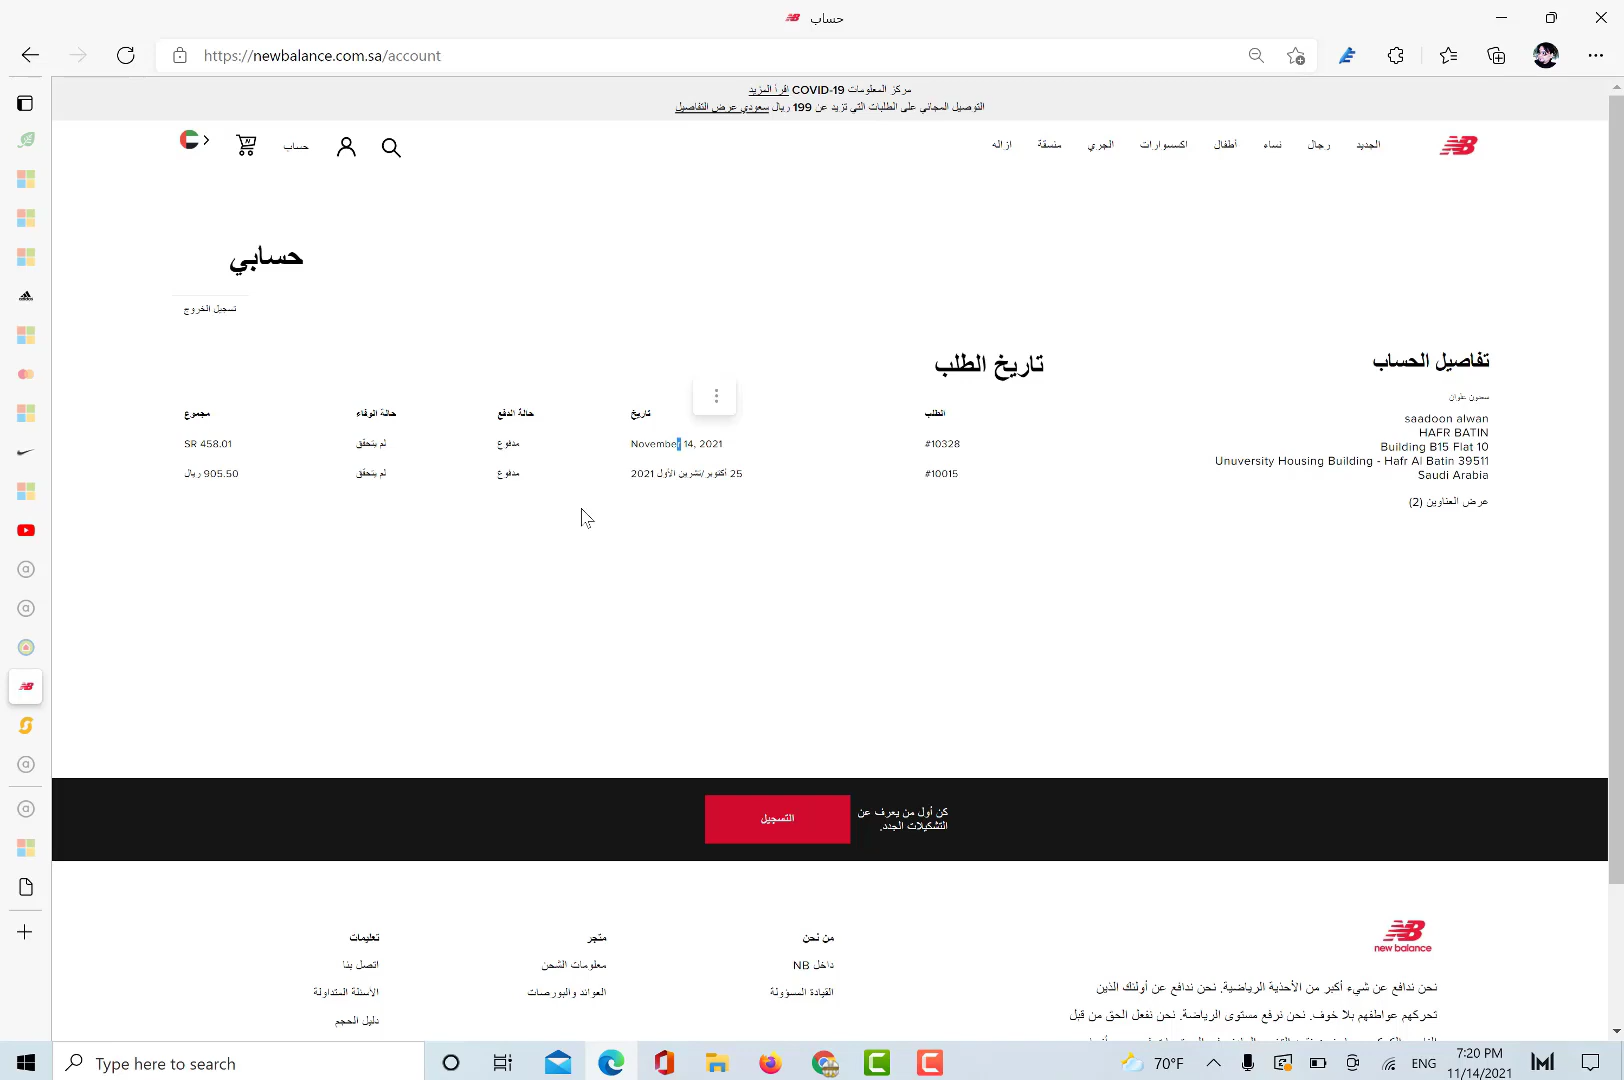 حساب
https://newbalance.com.sa/account
مركز المعلومات COVID-19 اقرأ المزيد
التوصيل المجاني على الطلبات التي تزيد عن 199 ريال سعودي عرض التفاصيل
الجديد رجال نساء أطفال اكسسوارات الجري منسقة ازاله
حساب
حسابي
تسجيل الخروج
تفاصيل الحساب
سعدون علوان
saadoon alwan
HAFR BATIN
Building B15 Flat 10
Unuversity Housing Building - Hafr Al Batin 39511
Saudi Arabia
عرض العناوين (2)
تاريخ الطلب
الطلب تاريخ حالة الدفع حالة الوفاء مجموع
#10328 November 14, 2021 مدفوع لم يتحقق SR 458.01
#10015 25 أكتوبر/تشرين الأول 2021 مدفوع لم يتحقق 905.50 ريال
كن أول من يعرف عن
التشكيلات الجدد.
التسجيل
new balance
نحن ندافع عن شيء أكبر من الأحذية الرياضية. نحن ندافع عن أولئك الذين
تحركهم عواطفهم بلا خوف. نحن نرفع مستوى الرياضة. نحن نفعل الحق من قبل
من نحن
داخل NB
القيادة المسؤولة
متجر
معلومات الشحن
العوائد والبورصات
تعليمات
اتصل بنا
الاسئلة المتداولة
دليل الحجم
Type here to search
70°F
ENG
7:20 PM
11/14/2021